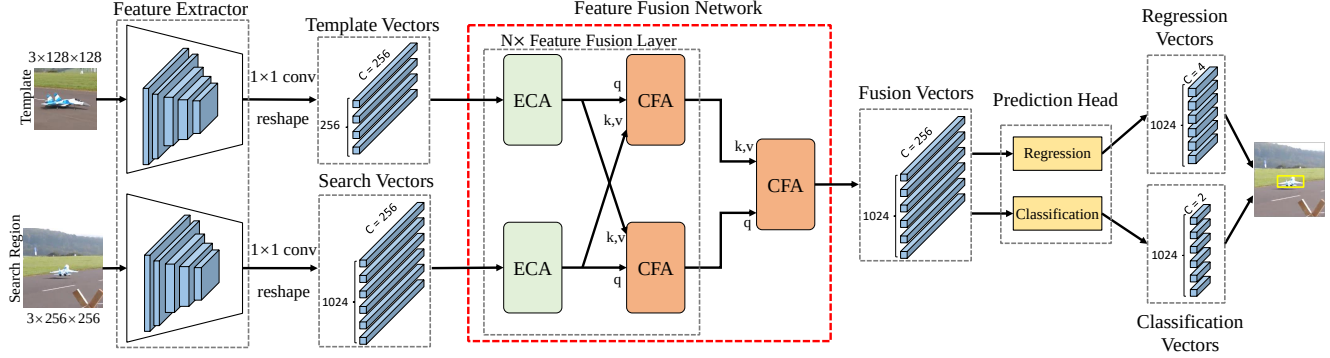 Feature Extractor
3×128×128
Template
1×1 conv
reshape
Template Vectors
C = 256
256
Search Region
3×256×256
1×1 conv
reshape
Search Vectors
C = 256
1024
Feature Fusion Network
N× Feature Fusion Layer
ECA
q
k,v
CFA
ECA
k,v
q
CFA
k,v
CFA
q
Fusion Vectors
C = 256
1024
Prediction Head
Regression
Classification
Regression
Vectors
C = 4
1024
C = 2
1024
Classification
Vectors